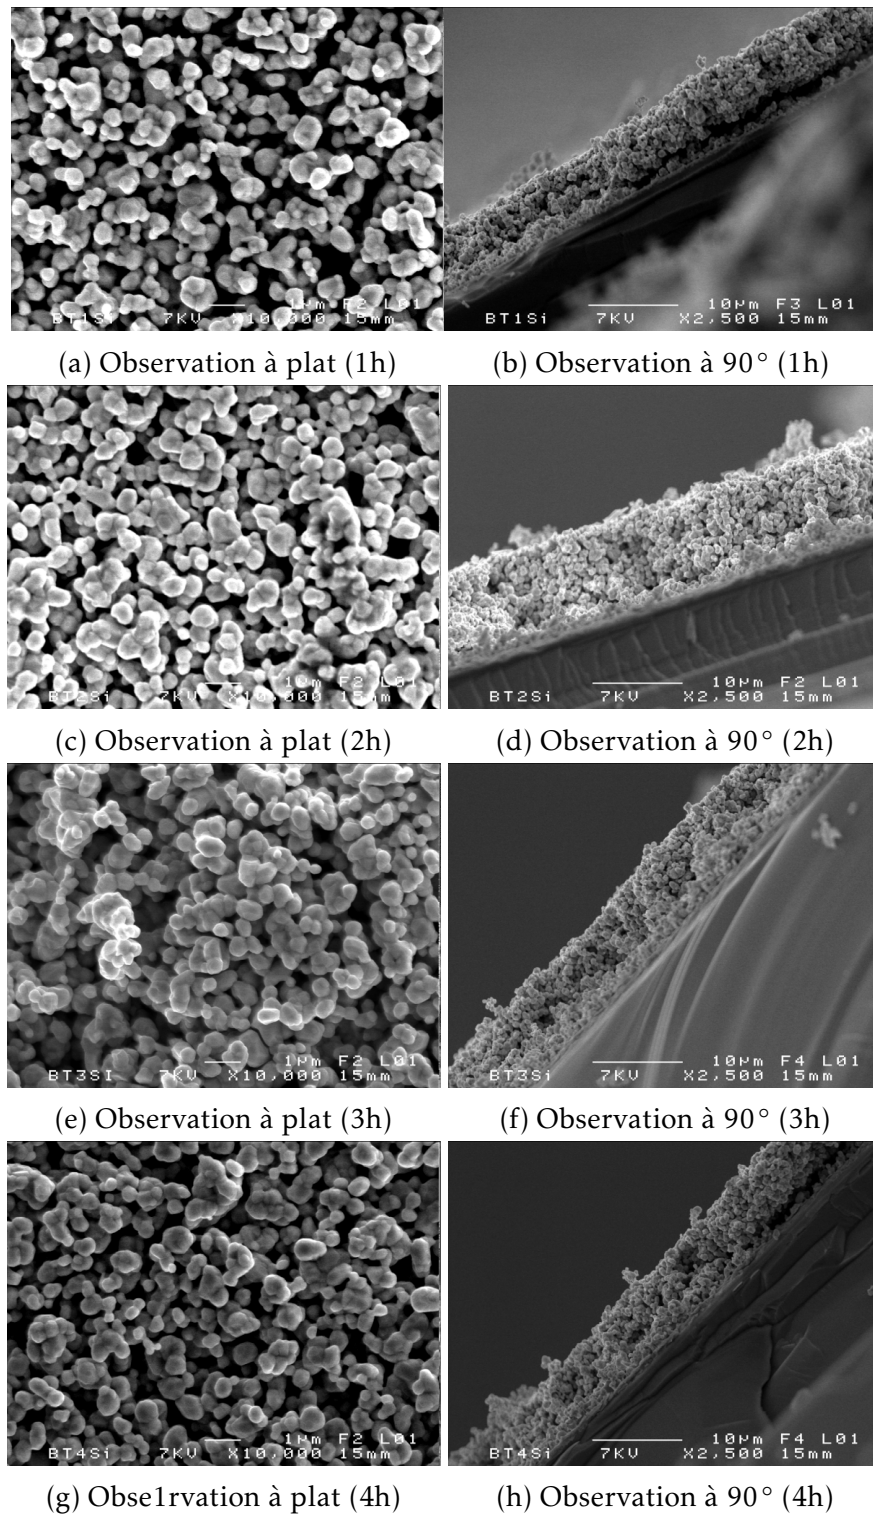 1µm F2 L01
BT1Si 7KV X10,000 15mm
10µm F3 L01
BT1Si 7KV X2,500 15mm
(a) Observation à plat (1h)
(b) Observation à 90° (1h)
1µm F2 L01
BT2Si 7KV X10,000 15mm
10µm F2 L01
BT2Si 7KV X2,500 15mm
(c) Observation à plat (2h)
(d) Observation à 90° (2h)
1µm F2 L01
BT3SI 7KV X10,000 15mm
10µm F4 L01
BT3Si 7KV X2,500 15mm
(e) Observation à plat (3h)
(f) Observation à 90° (3h)
1µm F2 L01
BT4Si 7KV X10,000 15mm
10µm F4 L01
BT4Si 7KV X2,500 15mm
(g) Obse1rvation à plat (4h)
(h) Observation à 90° (4h)